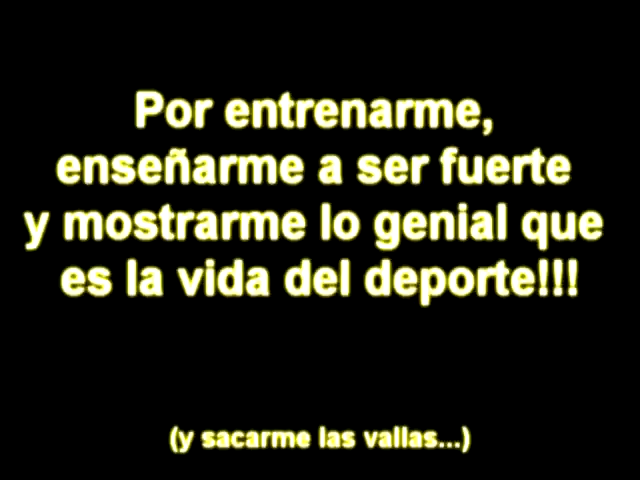 Por entrenarme,
enseñarme a ser fuerte
y mostrarme lo genial que
es la vida del deporte!!!
(y sacarme las vallas...)